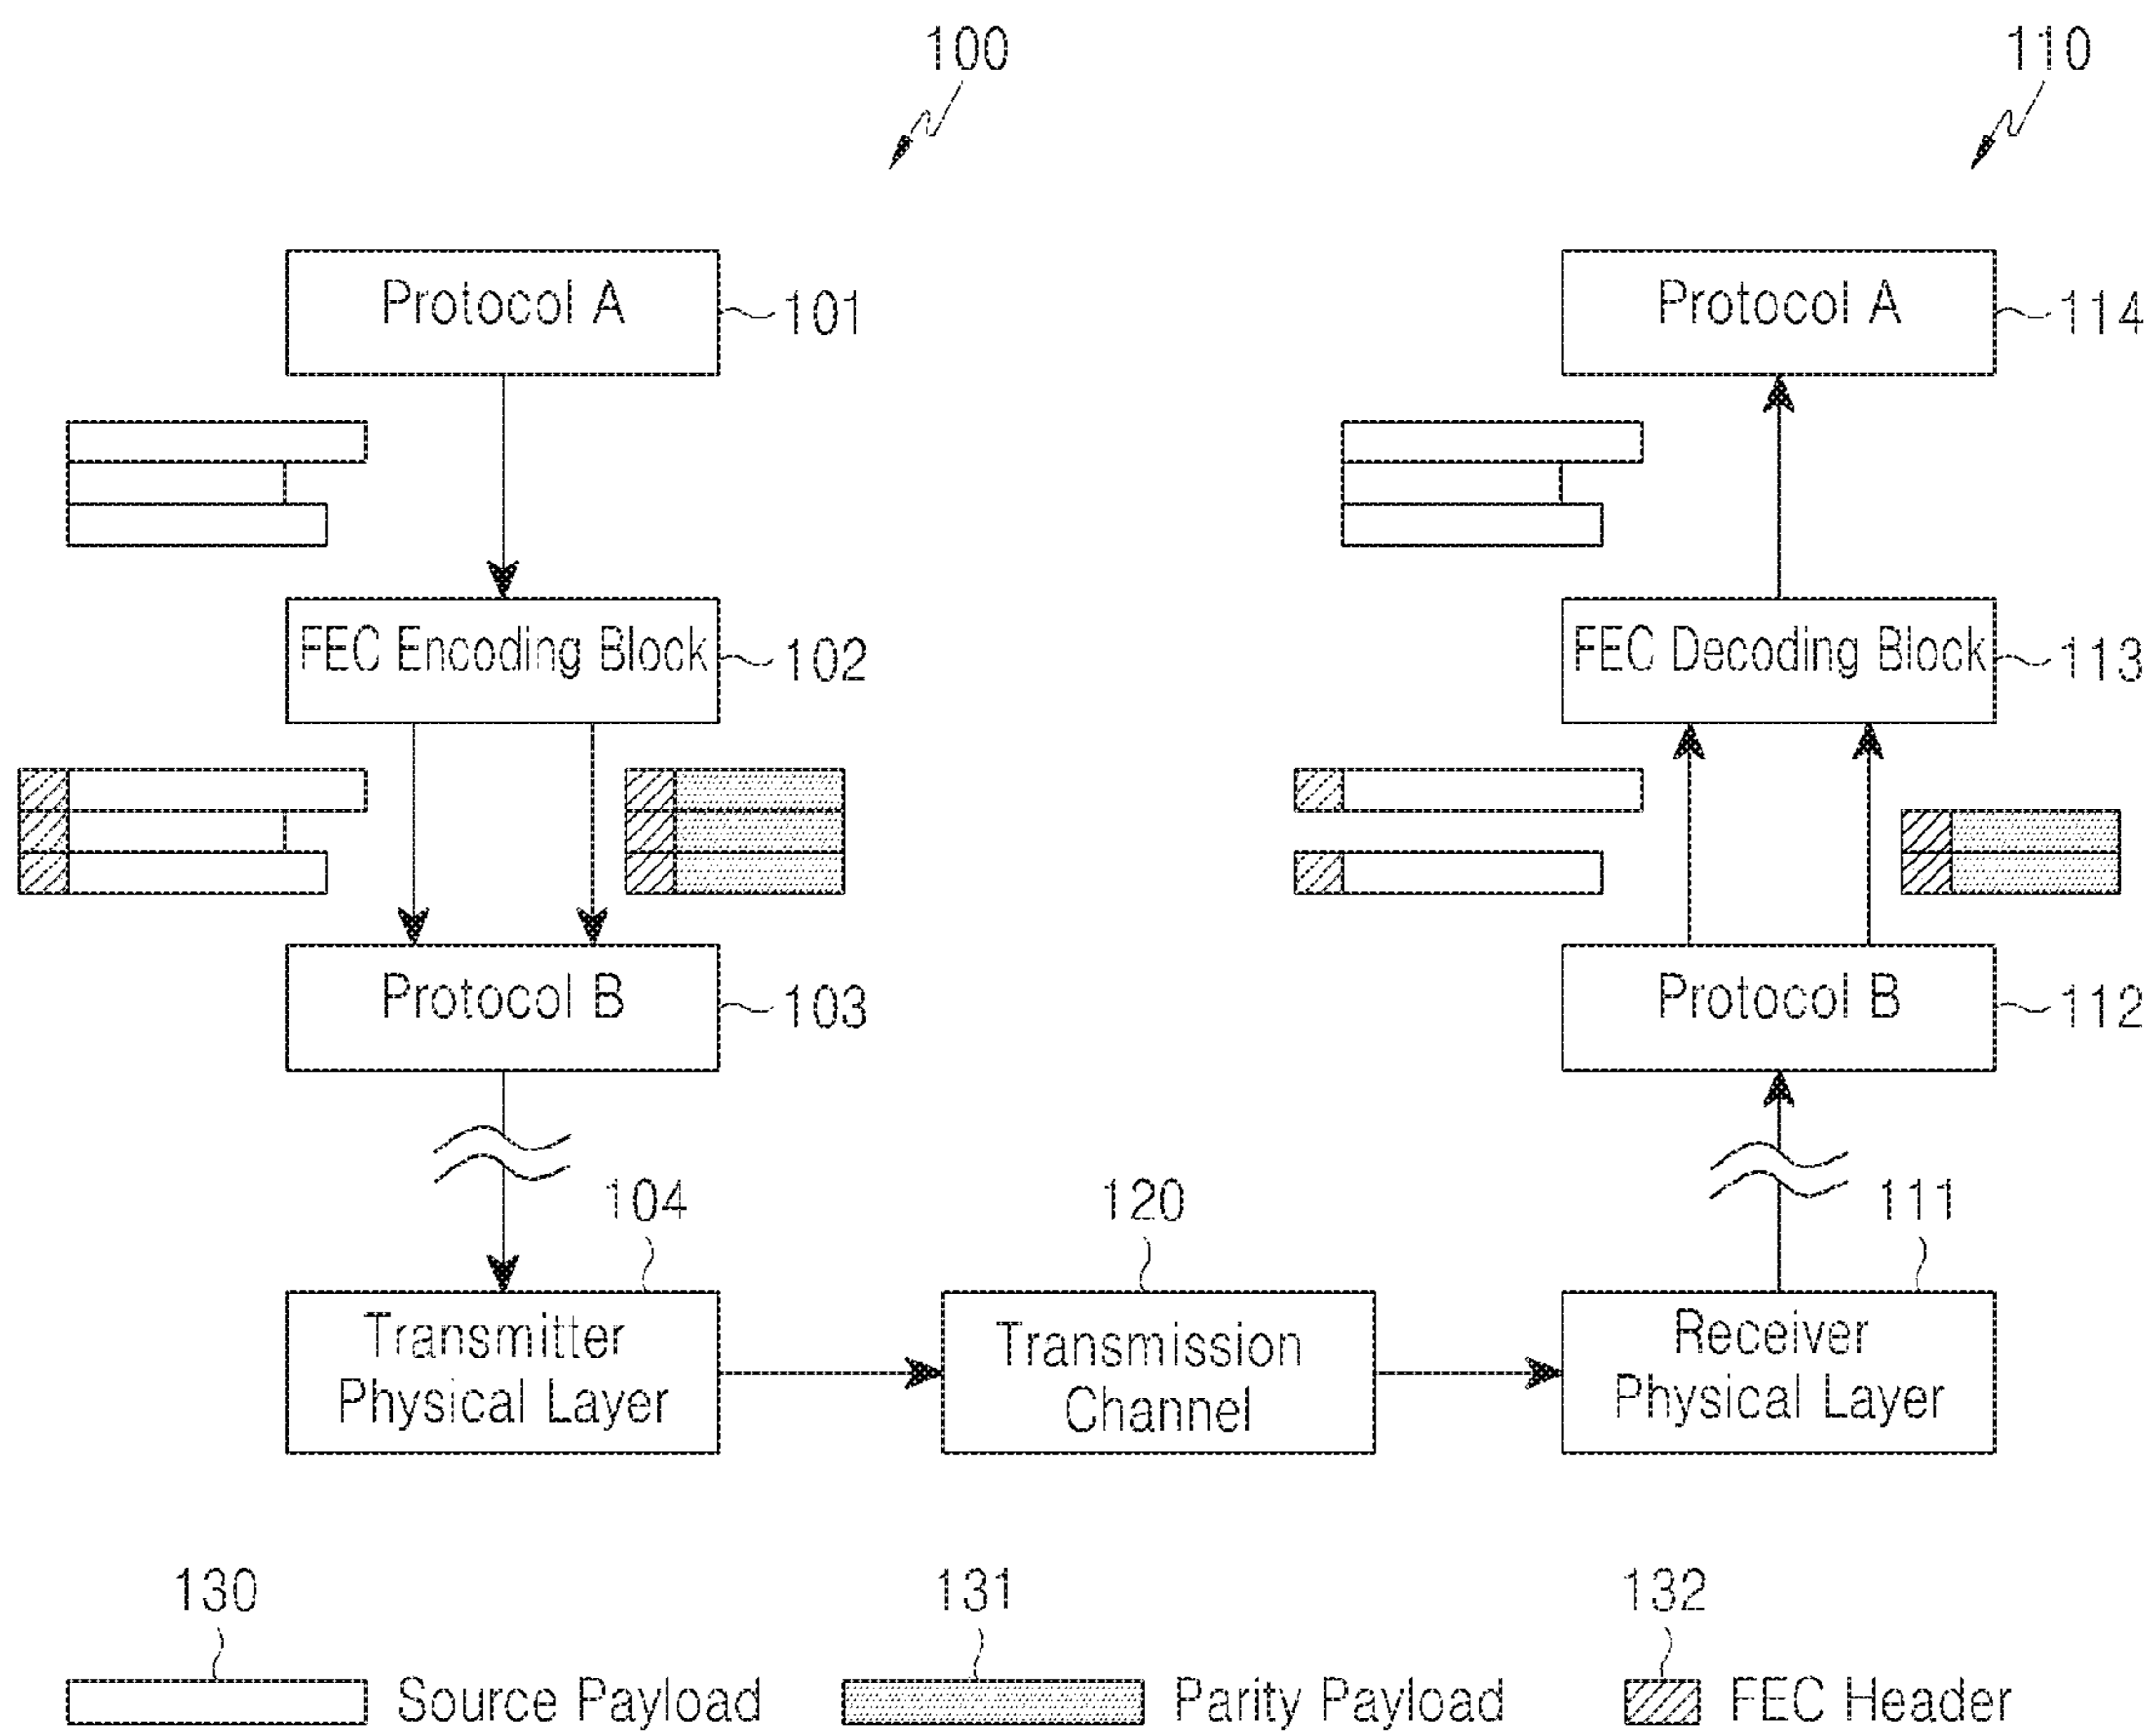 100
110
Protocol A
101
Protocol A
114
FEC Encoding Block
102
FEC Decoding Block
113
Protocol B
103
Protocol B
112
104
120
111
Transmitter
Physical Layer
Transmission
Channel
Receiver
Physical Layer
130
131
132
Source Payload
Parity Payload
FEC Header